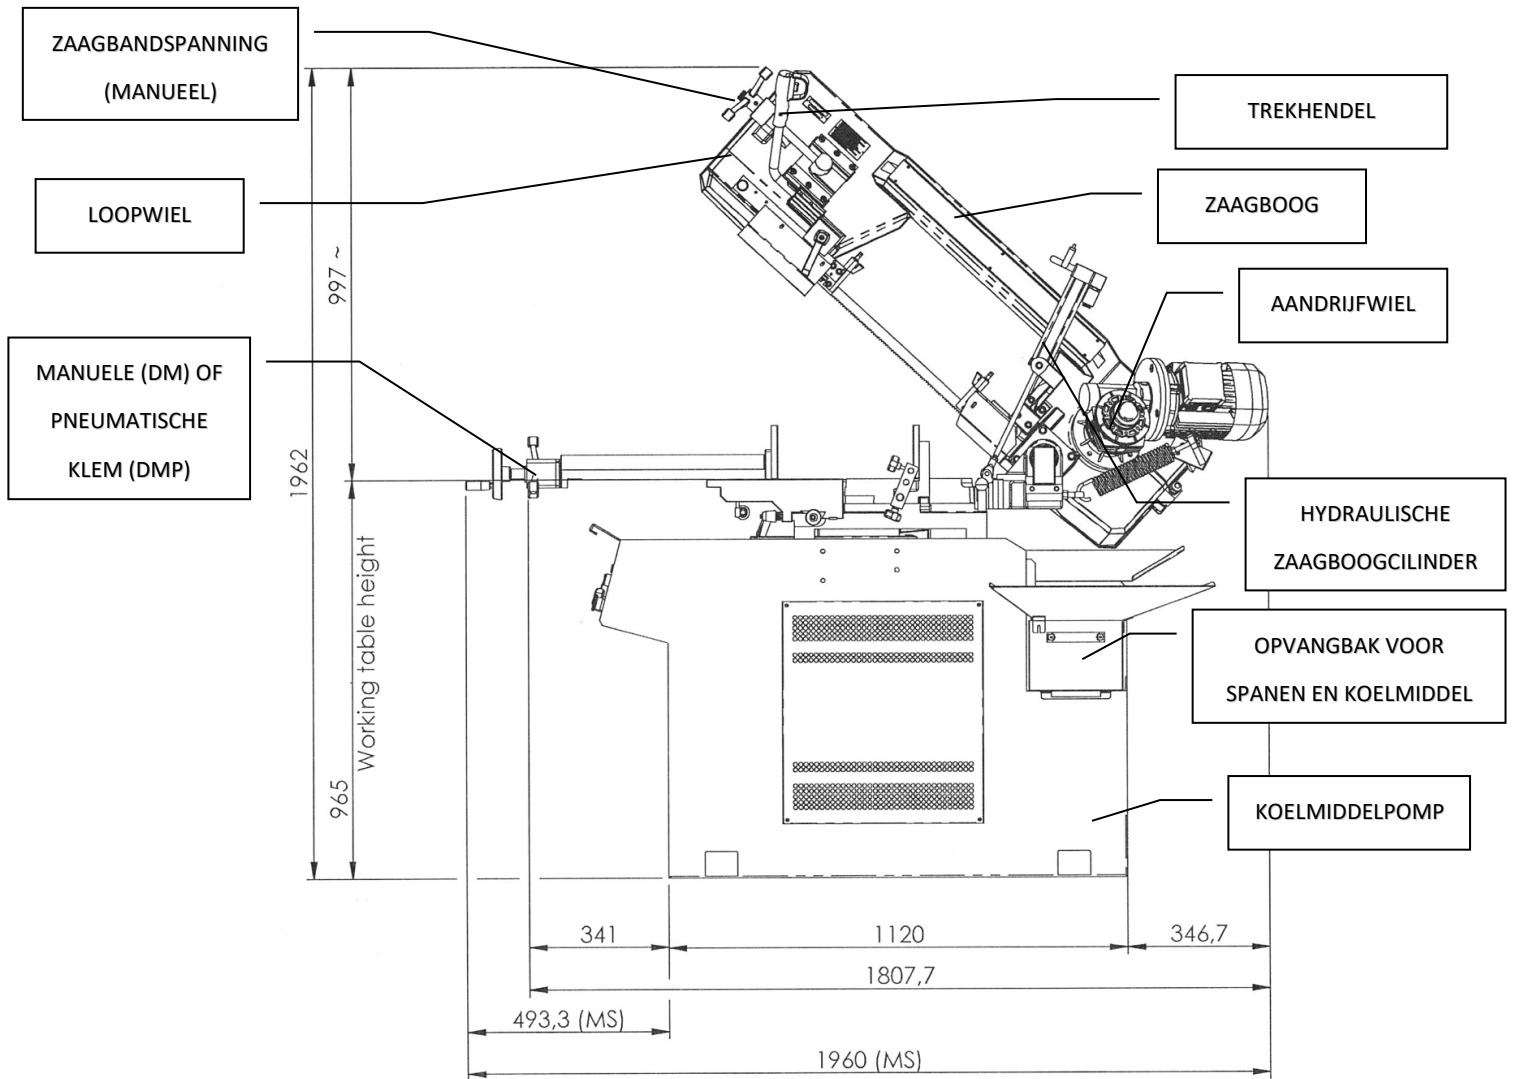 ZAAGBANDSPANNING
(MANUEEL)
TREKHENDEL
LOOPWIEL
ZAAGBOOG
997 ~
AANDRIJFWIEL
MANUELE (DM) OF
PNEUMATISCHE
KLEM (DMP)
1962
HYDRAULISCHE
ZAAGBOOGCILINDER
Working table height
965
OPVANGBAK VOOR
SPANEN EN KOELMIDDEL
KOELMIDDELPOMP
341
1120
346,7
1807,7
493,3 (MS)
1960 (MS)